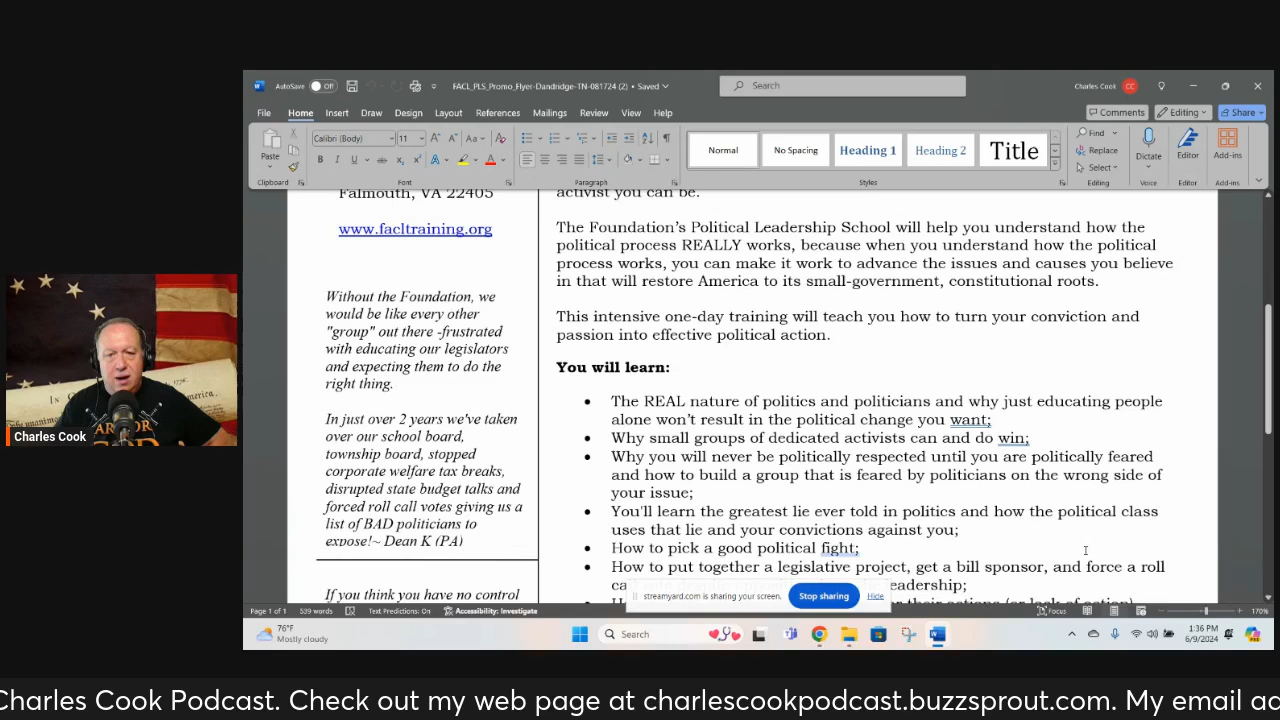 AutoSave Off FACL_PLS_Promo_Flyer-Dandridge-TN-081724 (2) • Saved Search Charles Cook CC
File Home Insert Draw Design Layout References Mailings Review View Help Comments Editing Share
Paste
Calibri (Body) 11
Normal
No Spacing
Heading 1
Heading 2
Title
Find
Replace
Select
Dictate
Editor
Add-ins
Clipboard Font Paragraph Styles Editing Voice Editor Add-ins
Falmouth, VA 22405
www.facltraining.org
Without the Foundation, we
would be like every other
"group" out there -frustrated
with educating our legislators
and expecting them to do the
right thing.
In just over 2 years we've taken
over our school board,
township board, stopped
corporate welfare tax breaks,
disrupted state budget talks and
forced roll call votes giving us a
list of BAD politicians to
expose!~ Dean K (PA)
If you think you have no control
activist you can be.
The Foundation’s Political Leadership School will help you understand how the
political process REALLY works, because when you understand how the political
process works, you can make it work to advance the issues and causes you believe
in that will restore America to its small-government, constitutional roots.
This intensive one-day training will teach you how to turn your conviction and
passion into effective political action.
You will learn:
• The REAL nature of politics and politicians and why just educating people
alone won’t result in the political change you want;
• Why small groups of dedicated activists can and do win;
• Why you will never be politically respected until you are politically feared
and how to build a group that is feared by politicians on the wrong side of
your issue;
• You'll learn the greatest lie ever told in politics and how the political class
uses that lie and your convictions against you;
• How to pick a good political fight;
• How to put together a legislative project, get a bill sponsor, and force a roll
leadership;
streamyard.com is sharing your screen. Stop sharing Hide
Page 1 of 1 539 words Text Predictions: On Accessibility: Investigate Focus 170%
76°F
Mostly cloudy
Search
1:36 PM
6/9/2024
Charles Cook
Charles Cook Podcast. Check out my web page at charlescookpodcast.buzzsprout.com. My email